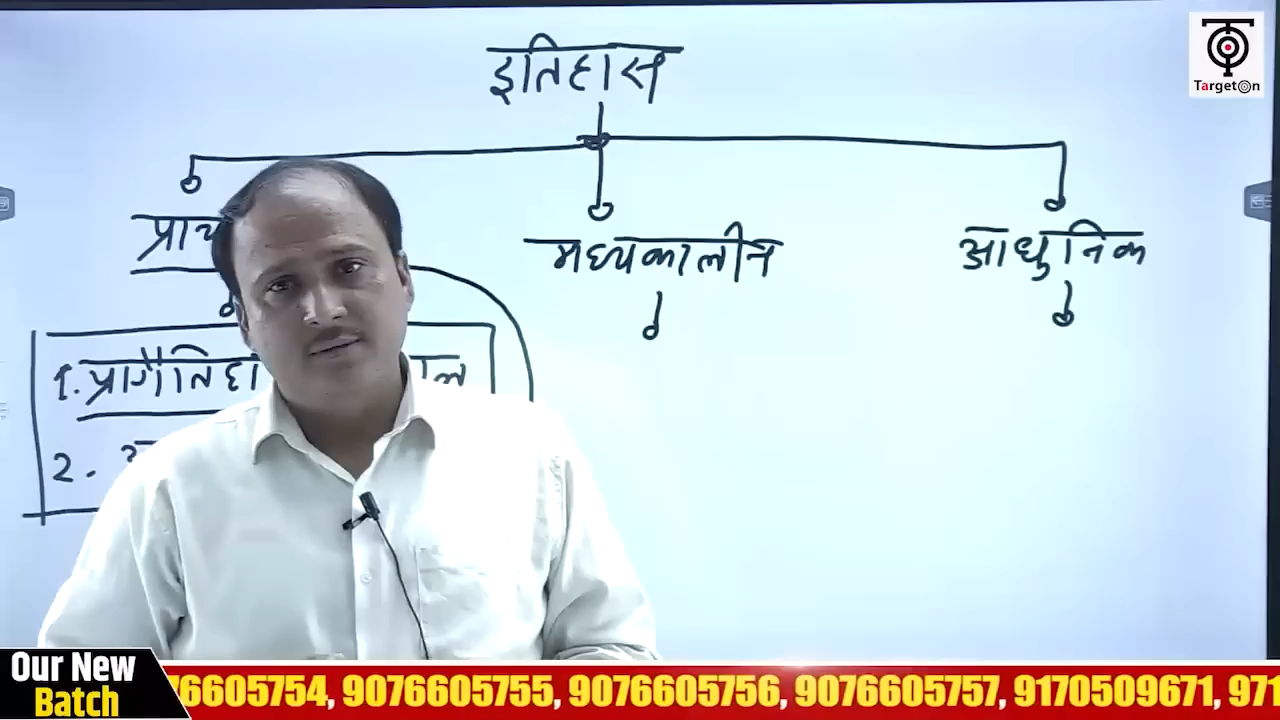 इतिहास
TargetOn
मध्यकालीन
आधुनिक
1.
2.
Our New
Batch
76605754, 9076605755, 9076605756, 9076605757, 9170509671, 971